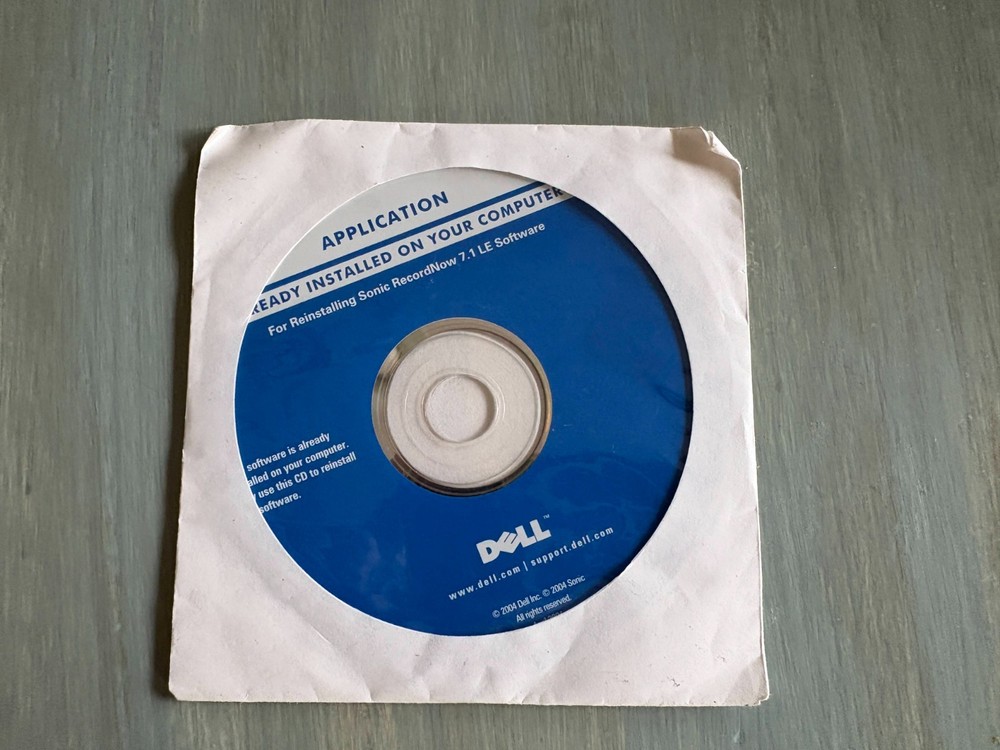 APPLICATION
READY INSTALLED ON YOUR COMPUTER
For Reinstalling Sonic RecordNow 7.1 LE Software
software is already
alled on your computer.
y use this CD to reinstall
software.
DELL™
www.dell.com | support.dell.com
© 2004 Dell Inc. © 2004 Sonic
All rights reserved.